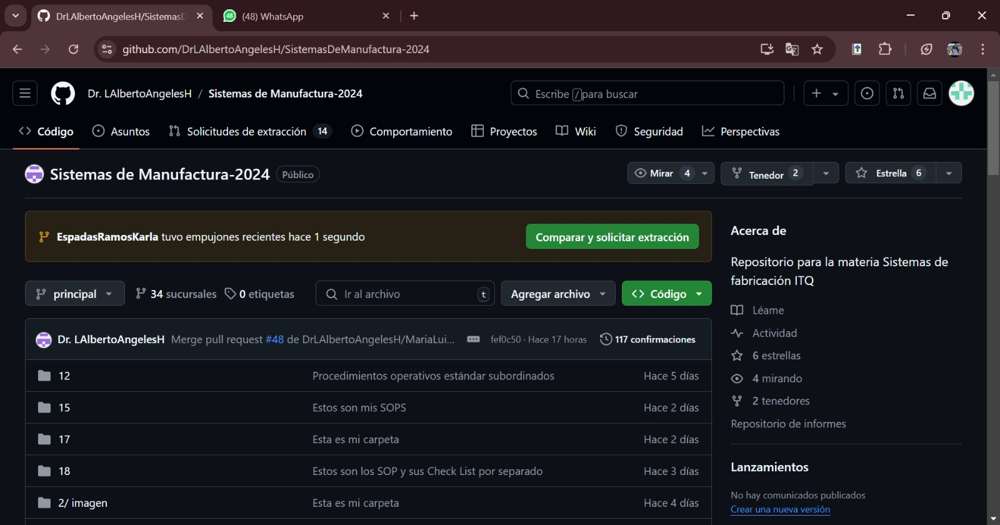 DrLAlbertoAngelesH/SistemasD
(48) WhatsApp
github.com/DrLAlbertoAngelesH/SistemasDeManufactura-2024
Dr. LAlbertoAngelesH / Sistemas de Manufactura-2024
Escribe / para buscar
Código
Asuntos
Solicitudes de extracción 14
Comportamiento
Proyectos
Wiki
Seguridad
Perspectivas
Sistemas de Manufactura-2024 Público
Mirar 4
Tenedor 2
Estrella 6
EspadasRamosKarla tuvo empujones recientes hace 1 segundo
Comparar y solicitar extracción
principal
34 sucursales
0 etiquetas
Ir al archivo t
Agregar archivo
Código
Dr. LAlbertoAngelesH Merge pull request #48 de DrLAlbertoAngelesH/MariaLui... fef0c50 · Hace 17 horas 117 confirmaciones
12 Procedimientos operativos estándar subordinados Hace 5 días
15 Estos son mis SOPS Hace 2 días
17 Esta es mi carpeta Hace 2 días
18 Estos son los SOP y sus Check List por separado Hace 3 días
2/ imagen Esta es mi carpeta Hace 4 días
Acerca de
Repositorio para la materia Sistemas de
fabricación ITQ
Léame
Actividad
6 estrellas
4 mirando
2 tenedores
Repositorio de informes
Lanzamientos
No hay comunicados publicados
Crear una nueva versión